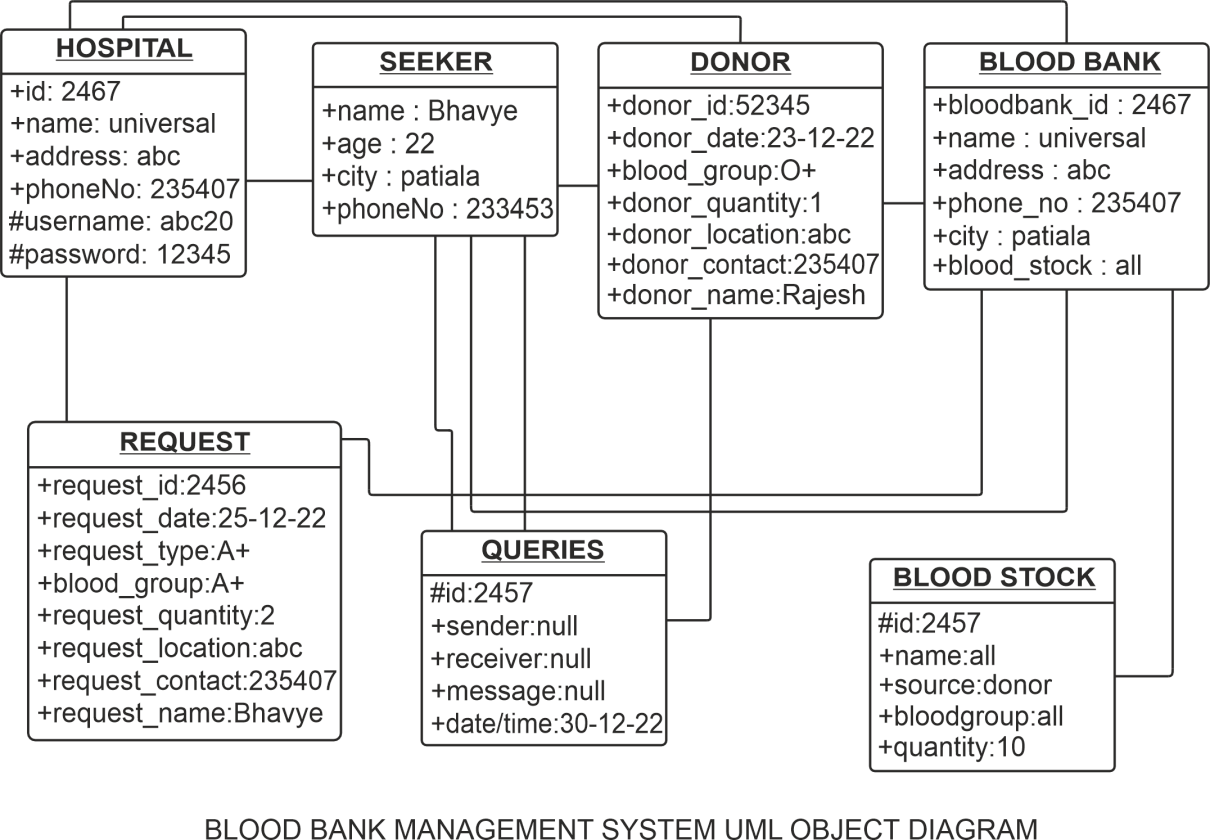 HOSPITAL
+id: 2467
+name: universal
+address: abc
+phoneNo: 235407
#username: abc20
#password: 12345
SEEKER
+name : Bhavye
+age : 22
+city : patiala
+phoneNo : 233453
DONOR
+donor_id:52345
+donor_date:23-12-22
+blood_group:O+
+donor_quantity:1
+donor_location:abc
+donor_contact:235407
+donor_name:Rajesh
BLOOD BANK
+bloodbank_id : 2467
+name : universal
+address : abc
+phone_no : 235407
+city : patiala
+blood_stock : all
REQUEST
+request_id:2456
+request_date:25-12-22
+request_type:A+
+blood_group:A+
+request_quantity:2
+request_location:abc
+request_contact:235407
+request_name:Bhavye
QUERIES
#id:2457
+sender:null
+receiver:null
+message:null
+date/time:30-12-22
BLOOD STOCK
#id:2457
+name:all
+source:donor
+bloodgroup:all
+quantity:10
BLOOD BANK MANAGEMENT SYSTEM UML OBJECT DIAGRAM